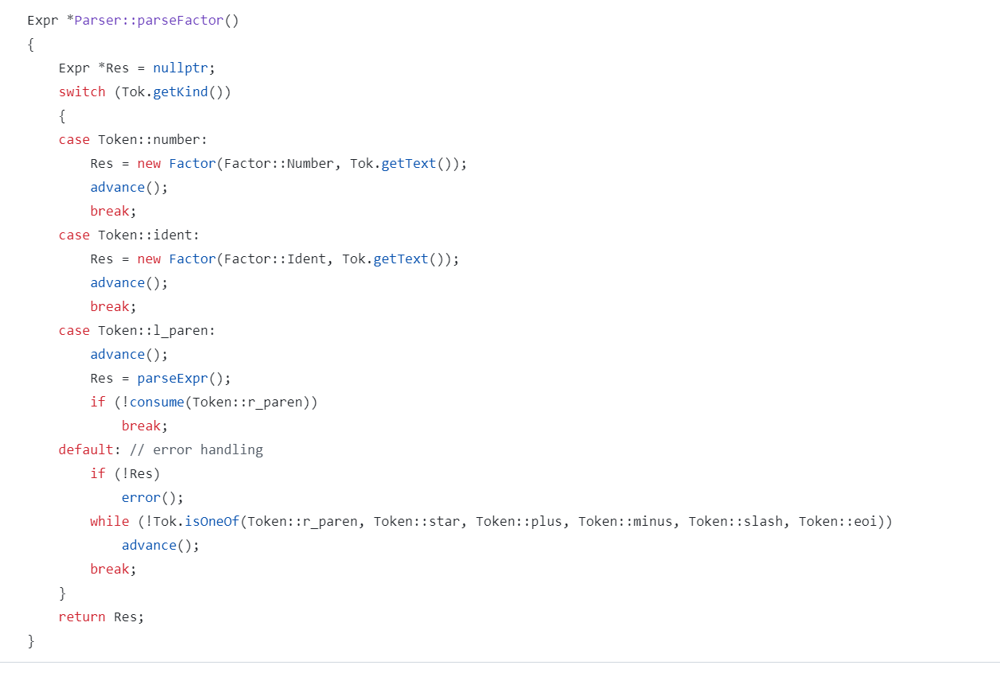 Expr *Parser::parseFactor()
{
    Expr *Res = nullptr;
    switch (Tok.getKind())
    {
    case Token::number:
        Res = new Factor(Factor::Number, Tok.getText());
        advance();
        break;
    case Token::ident:
        Res = new Factor(Factor::Ident, Tok.getText());
        advance();
        break;
    case Token::l_paren:
        advance();
        Res = parseExpr();
        if (!consume(Token::r_paren))
            break;
    default: // error handling
        if (!Res)
            error();
        while (!Tok.isOneOf(Token::r_paren, Token::star, Token::plus, Token::minus, Token::slash, Token::eoi))
            advance();
        break;
    }
    return Res;
}